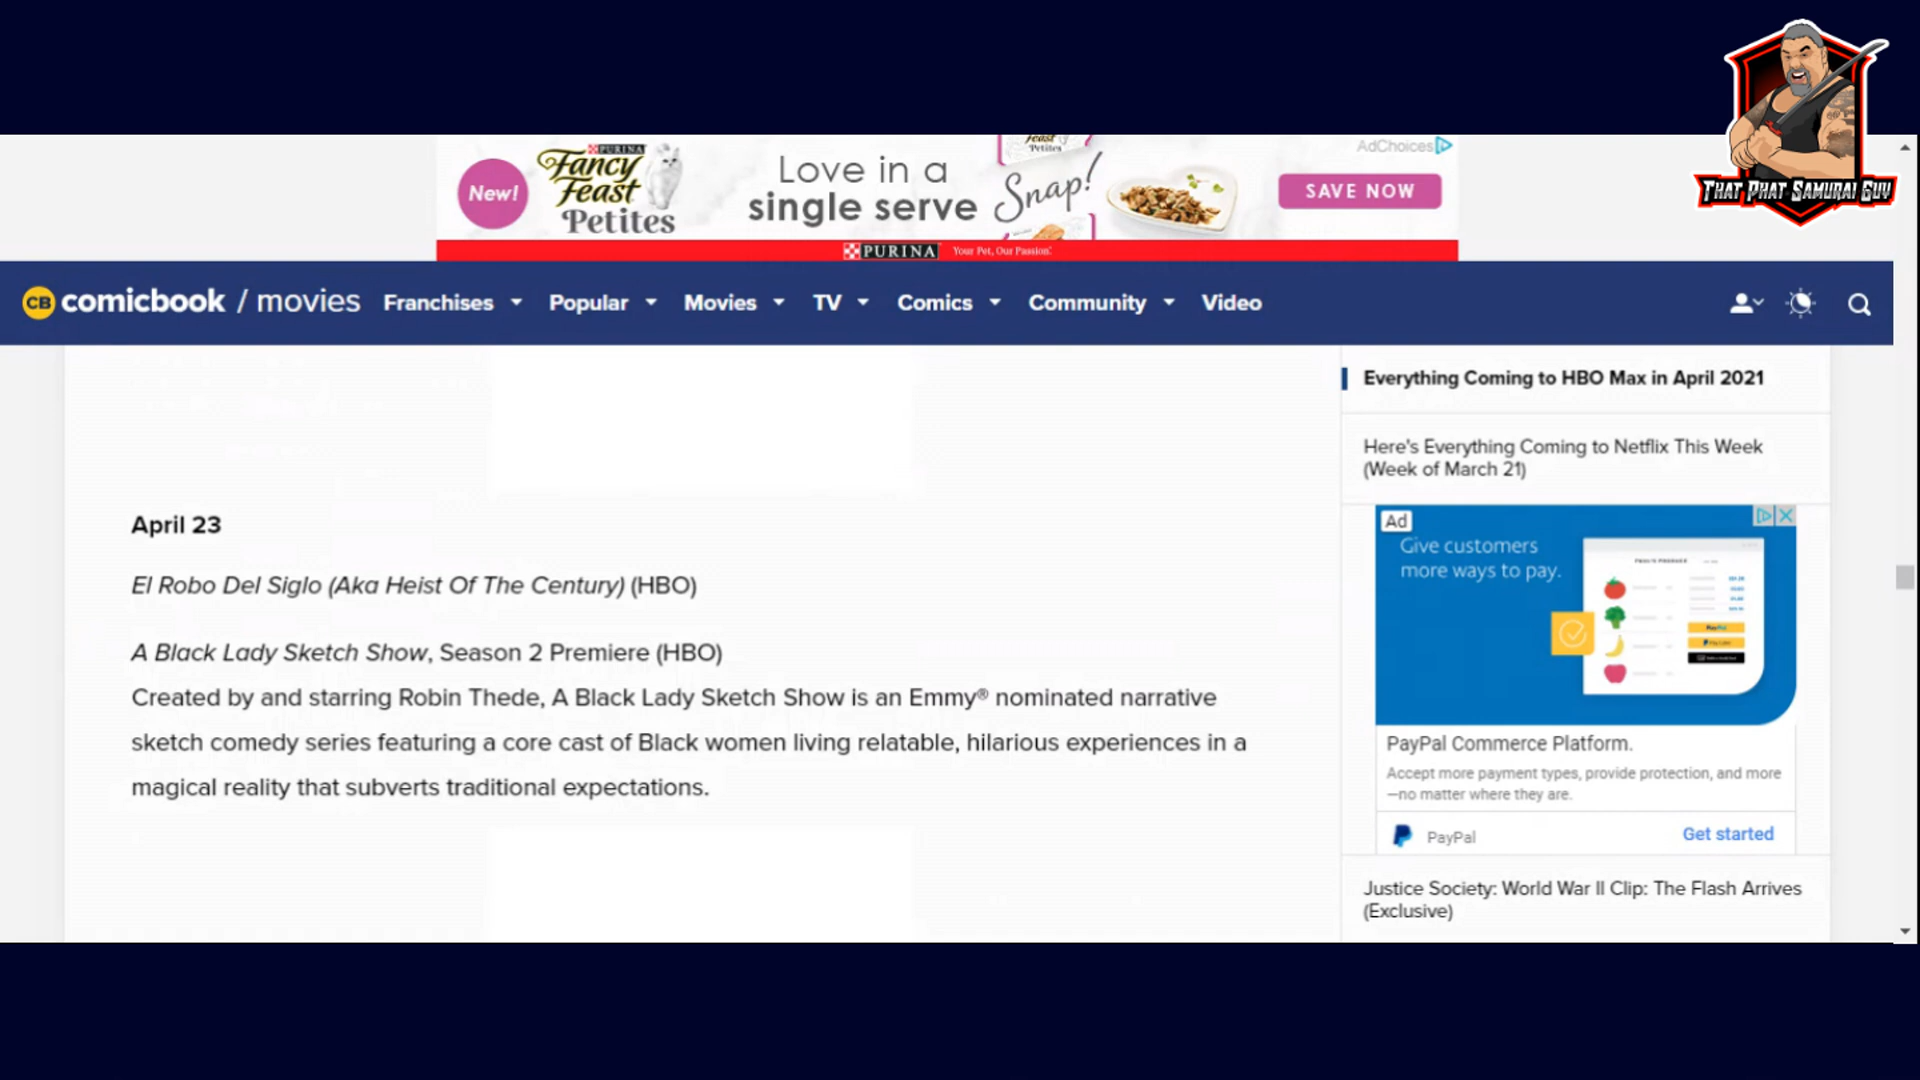 THAT PHAT SAMURAI GUY
New!
PURINA
Fancy Feast
Petites
Love in a
single serve
Snap!
Feast
Petites
SAVE NOW
AdChoices
PURINA Your Pet, Our Passion.
CB comicbook / movies Franchises Popular Movies TV Comics Community Video
April 23
El Robo Del Siglo (Aka Heist Of The Century) (HBO)
A Black Lady Sketch Show, Season 2 Premiere (HBO)
Created by and starring Robin Thede, A Black Lady Sketch Show is an Emmy® nominated narrative
sketch comedy series featuring a core cast of Black women living relatable, hilarious experiences in a
magical reality that subverts traditional expectations.
Everything Coming to HBO Max in April 2021
Here's Everything Coming to Netflix This Week
(Week of March 21)
Ad
Give customers
more ways to pay.
PayPal
PayPal Commerce Platform.
Accept more payment types, provide protection, and more
—no matter where they are.
PayPal Get started
Justice Society: World War II Clip: The Flash Arrives
(Exclusive)